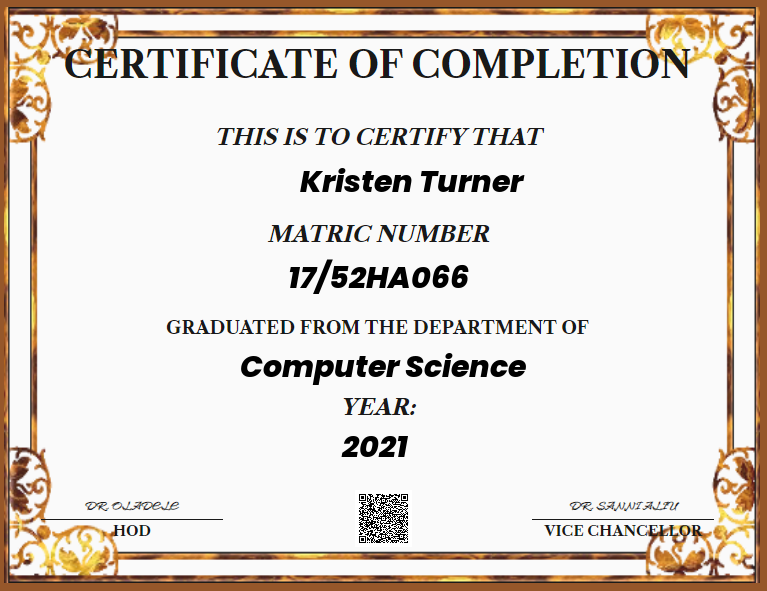 CERTIFICATE OF COMPLETION
THIS IS TO CERTIFY THAT
Kristen Turner
MATRIC NUMBER
17/52HA066
GRADUATED FROM THE DEPARTMENT OF
Computer Science
YEAR:
2021
DR. OLADELE
DR. SANNI ALIU
HOD
VICE CHANCELLOR